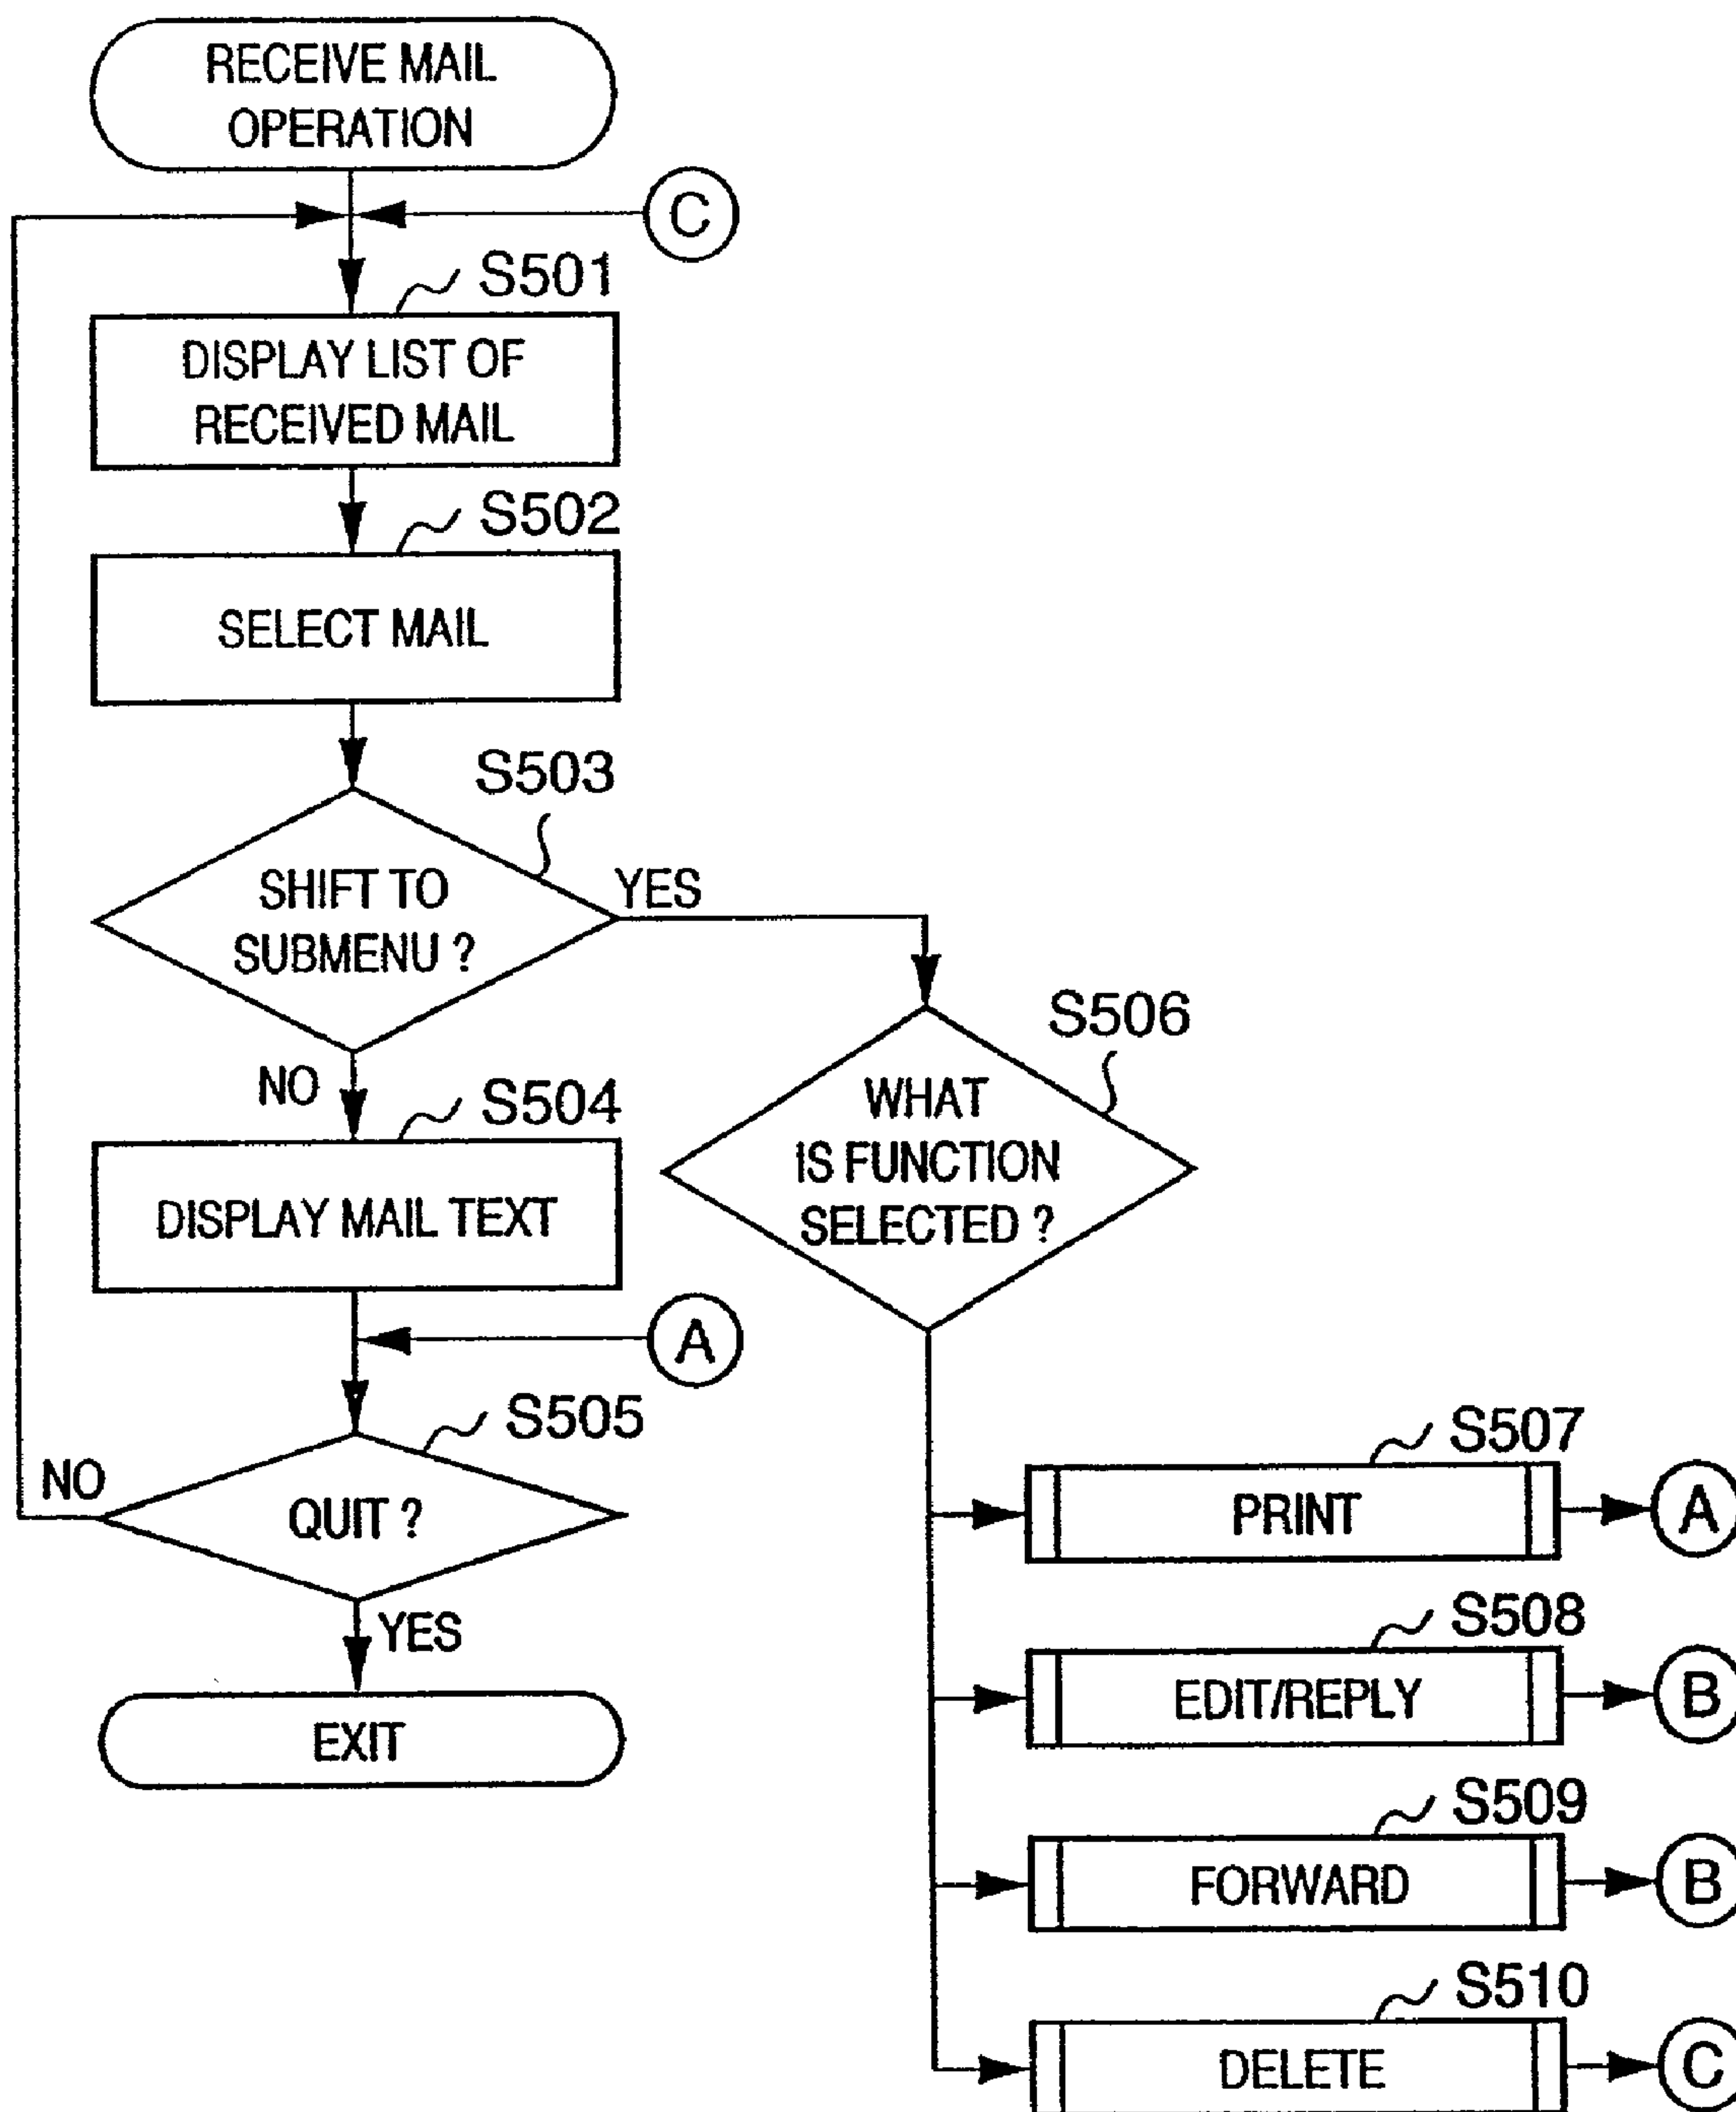 RECEIVE MAIL
OPERATION
C
S501
DISPLAY LIST OF
RECEIVED MAIL
S502
SELECT MAIL
S503
SHIFT TO
SUBMENU ?
YES
NO
S504
DISPLAY MAIL TEXT
A
S505
QUIT ?
NO
YES
EXIT
S506
WHAT
IS FUNCTION
SELECTED ?
S507
PRINT
A
S508
EDIT/REPLY
B
S509
FORWARD
B
S510
DELETE
C